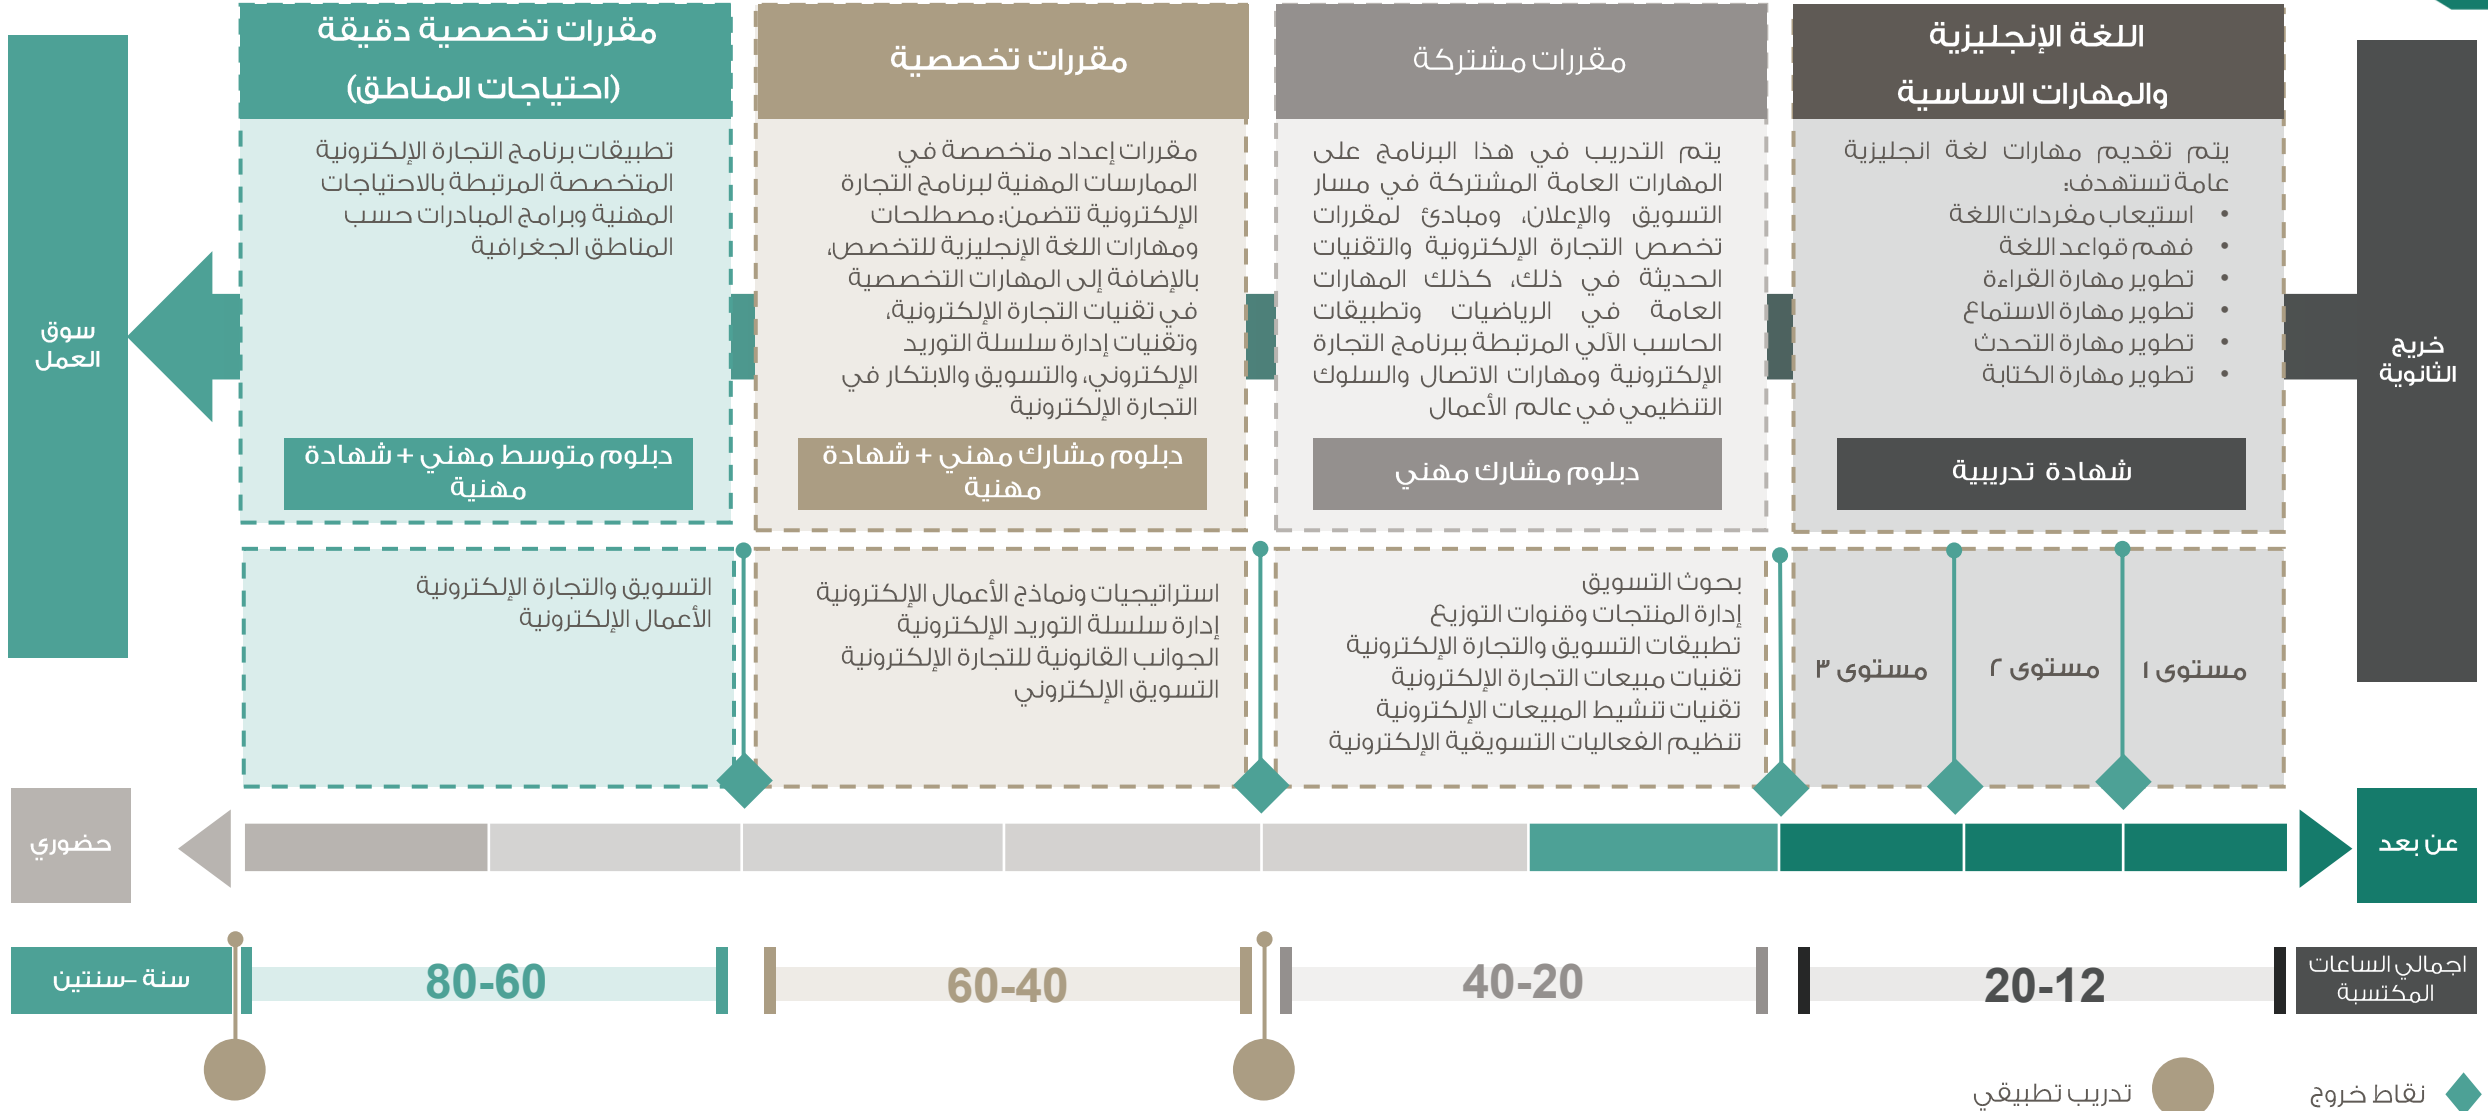 خريج
الثانوية
اللغة الإنجليزية
والمهارات الاساسية
يتم تقديم مهارات لغة انجليزية
عامة تستهدف:
• استيعاب مفردات اللغة
• فهم قواعد اللغة
• تطوير مهارة القراءة
• تطوير مهارة الاستماع
• تطوير مهارة التحدث
• تطوير مهارة الكتابة
شهادة تدريبية
مقررات مشتركة
يتم التدريب في هذا البرنامج على
المهارات العامة المشتركة في مسار
التسويق والإعلان، ومبادئ لمقررات
تخصص التجارة الإلكترونية والتقنيات
الحديثة في ذلك، كذلك المهارات
العامة في الرياضيات وتطبيقات
الحاسب الآلي المرتبطة ببرنامج التجارة
الإلكترونية ومهارات الاتصال والسلوك
التنظيمي في عالم الأعمال
دبلوم مشارك مهني
مقررات تخصصية
مقررات إعداد متخصصة في
الممارسات المهنية لبرنامج التجارة
الإلكترونية تتضمن: مصطلحات
ومهارات اللغة الإنجليزية للتخصص،
بالإضافة إلى المهارات التخصصية
في تقنيات التجارة الإلكترونية،
وتقنيات إدارة سلسلة التوريد
الإلكتروني، والتسويق والابتكار في
التجارة الإلكترونية
دبلوم مشارك مهني + شهادة
مهنية
مقررات تخصصية دقيقة
(احتياجات المناطق)
تطبيقات برنامج التجارة الإلكترونية
المتخصصة المرتبطة بالاحتياجات
المهنية وبرامج المبادرات حسب
المناطق الجغرافية
دبلوم متوسط مهني + شهادة
مهنية
سوق
العمل
مستوى ١
مستوى ٢
مستوى ٣
بحوث التسويق
إدارة المنتجات وقنوات التوزيع
تطبيقات التسويق والتجارة الإلكترونية
تقنيات مبيعات التجارة الإلكترونية
تقنيات تنشيط المبيعات الإلكترونية
تنظيم الفعاليات التسويقية الإلكترونية
استراتيجيات ونماذج الأعمال الإلكترونية
إدارة سلسلة التوريد الإلكترونية
الجوانب القانونية للتجارة الإلكترونية
التسويق الإلكتروني
التسويق والتجارة الإلكترونية
الأعمال الإلكترونية
عن بعد
حضوري
اجمالي الساعات
المكتسبة
20-12
40-20
60-40
80-60
سنة –سنتين
نقاط خروج
تدريب تطبيقي